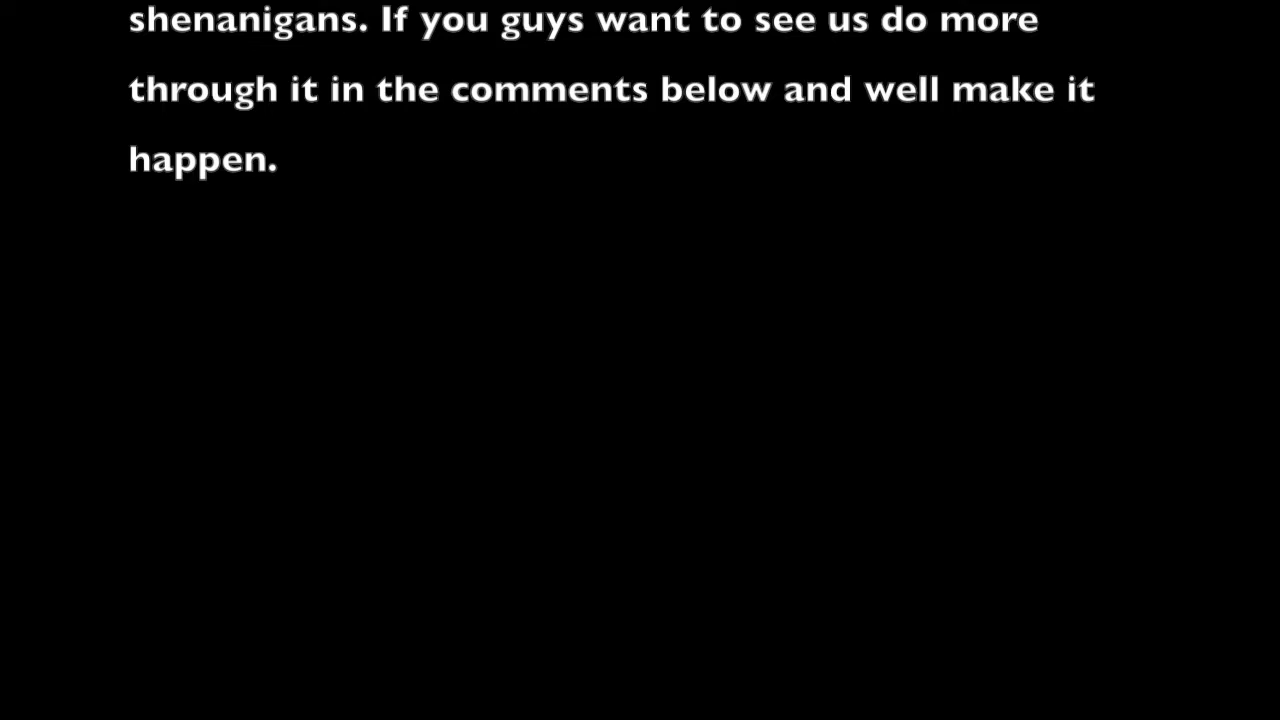 shenanigans. If you guys want to see us do more
through it in the comments below and well make it
happen.